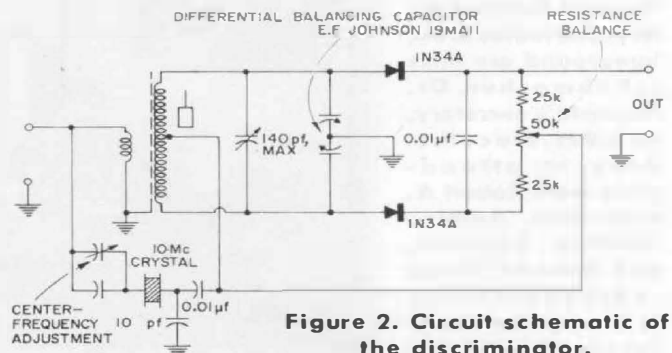 DIFFERENTIAL BALANCING CAPACITOR
E.F JOHNSON 19MA11
RESISTANCE
BALANCE
1N34A
25k
OUT
50k
140 pf,
MAX
0.01µf
25k
1N34A
10-Mc
CRYSTAL
0.01µf
CENTER-
FREQUENCY
ADJUSTMENT
10 pf
Figure 2. Circuit schematic of
the discriminator.